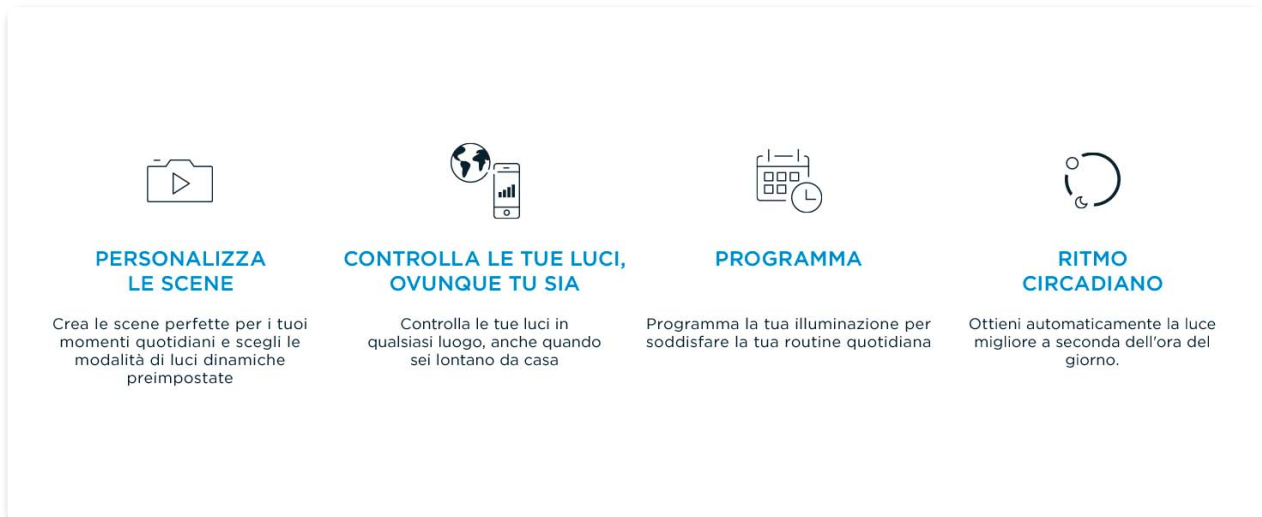 PERSONALIZZA
LE SCENE
Crea le scene perfette per i tuoi
momenti quotidiani e scegli le
modalità di luci dinamiche
preimpostate
CONTROLLA LE TUE LUCI,
OVUNQUE TU SIA
Controlla le tue luci in
qualsiasi luogo, anche quando
sei lontano da casa
PROGRAMMA
Programma la tua illuminazione per
soddisfare la tua routine quotidiana
RITMO
CIRCADIANO
Ottieni automaticamente la luce
migliore a seconda dell'ora del
giorno.